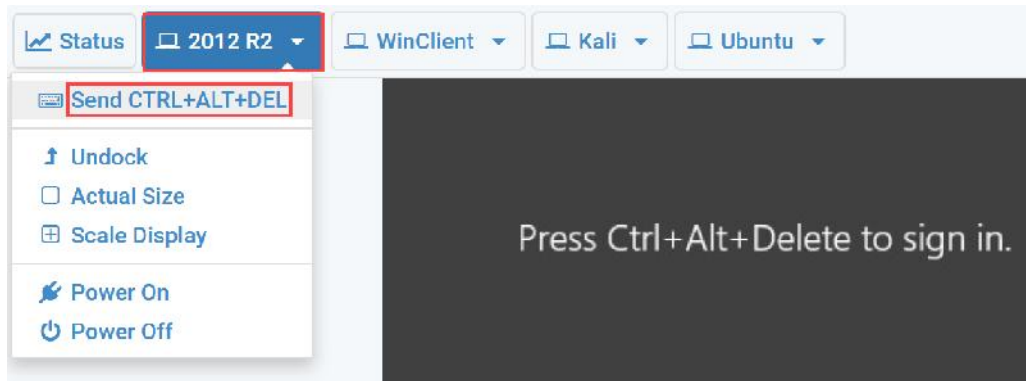 Status 2012 R2 WinClient Kali Ubuntu
Send CTRL+ALT+DEL
Undock
Actual Size
Scale Display
Press Ctrl+Alt+Delete to sign in.
Power On
Power Off